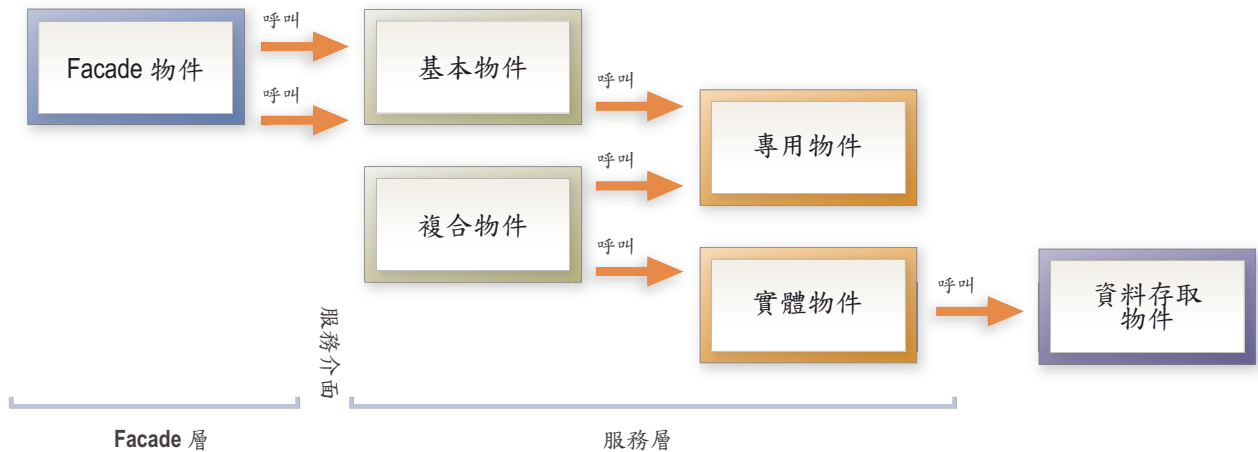 呼叫
Facade 物件
呼叫
基本物件
呼叫
專用物件
呼叫
複合物件
呼叫
實體物件
呼叫
資料存取
物件
服務介面
Facade 層
服務層